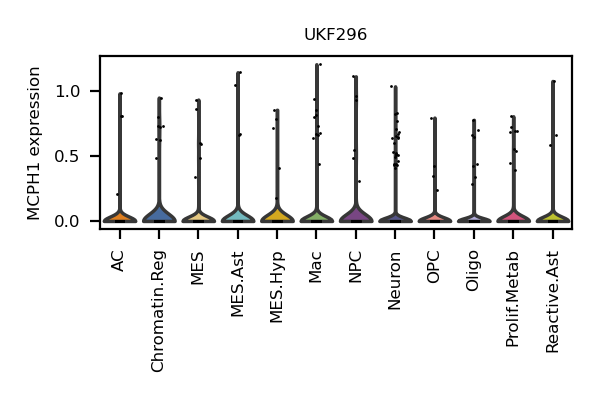 UKF296
MCPH1 expression
1.0
0.5
0.0
AC
Chromatin.Reg
MES
MES.Ast
MES.Hyp
Mac
NPC
Neuron
OPC
Oligo
Prolif.Metab
Reactive.Ast